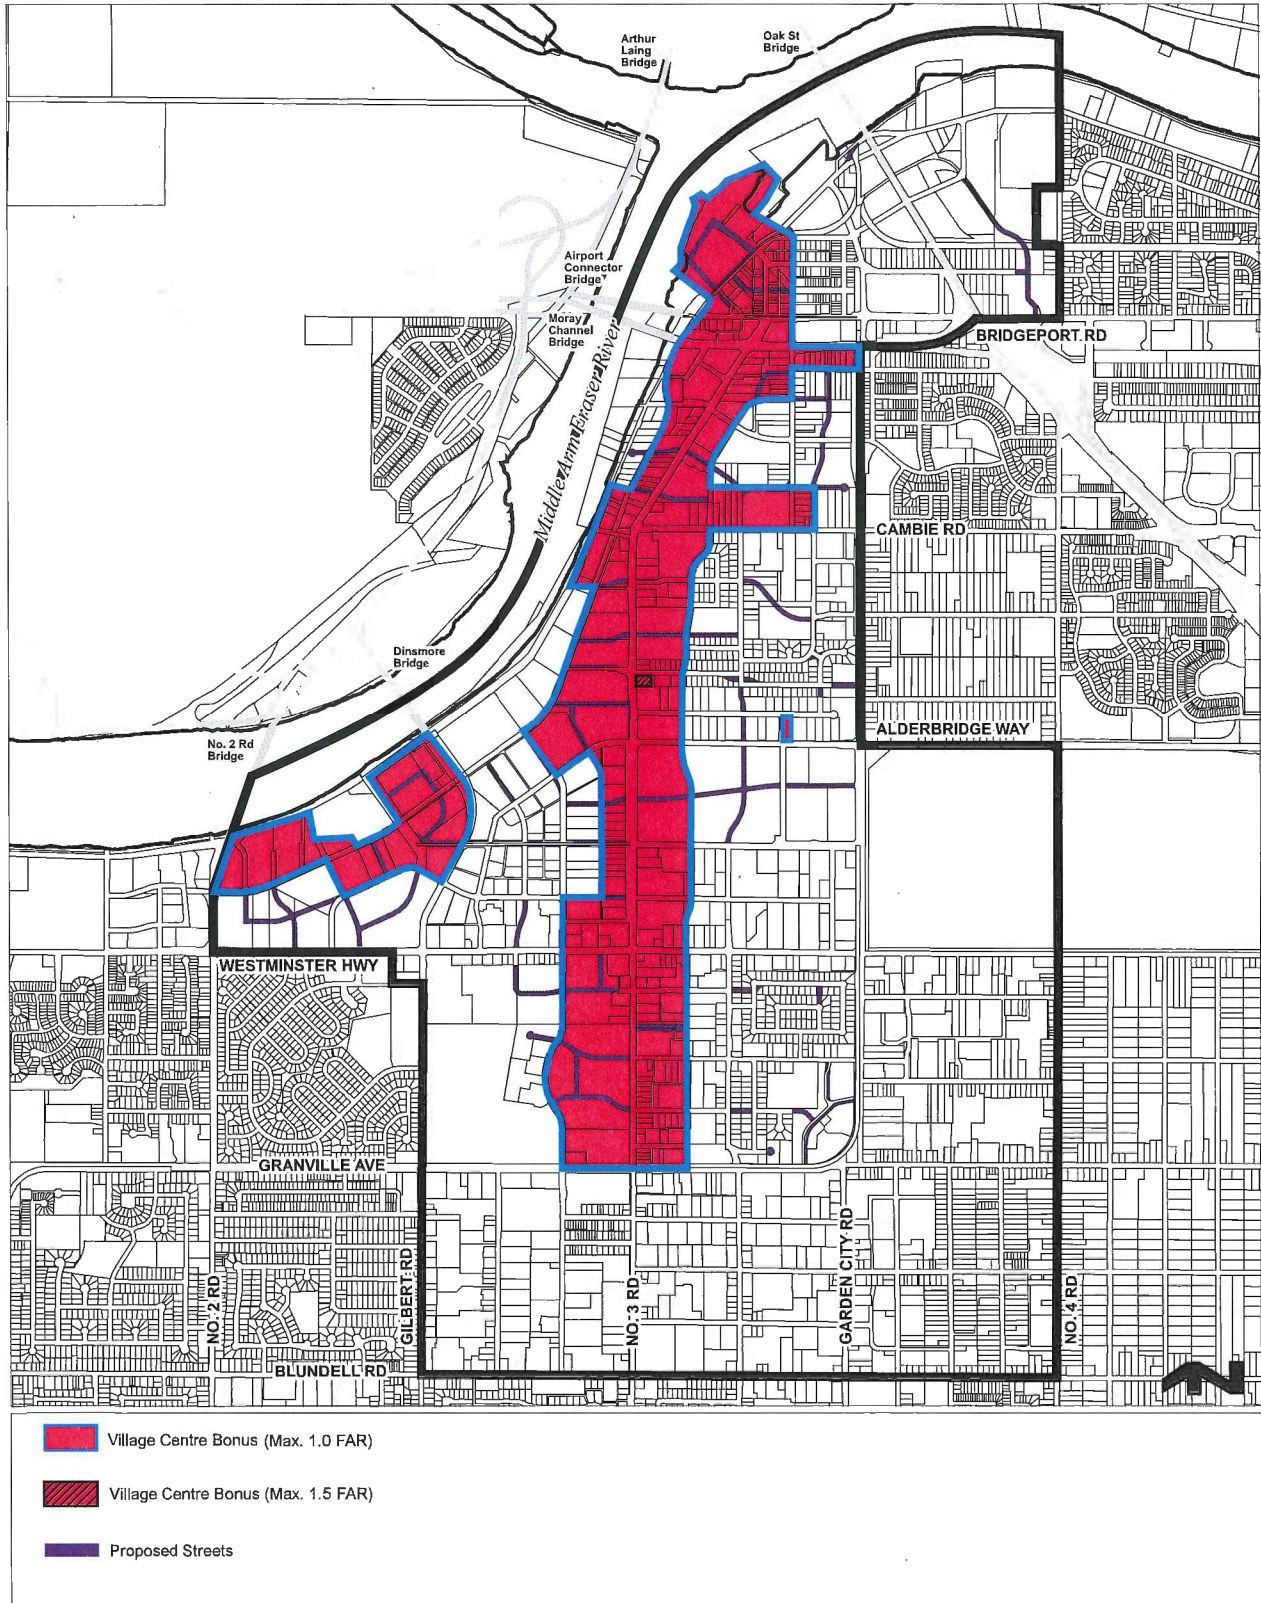 Arthur
Laing
Bridge
Oak St
Bridge
Airport
Connector
Bridge
Moray
Channel
Bridge
Middle Arm Fraser River
BRIDGEPORT RD
CAMBIE RD
Dinsmore
Bridge
No. 2 Rd
Bridge
ALDERBRIDGE WAY
WESTMINSTER HWY
GRANVILLE AVE
NO. 2 RD
GILBERT RD
NO. 3 RD
GARDEN CITY RD
NO. 4 RD
BLUNDELL RD
Village Centre Bonus (Max. 1.0 FAR)
Village Centre Bonus (Max. 1.5 FAR)
Proposed Streets